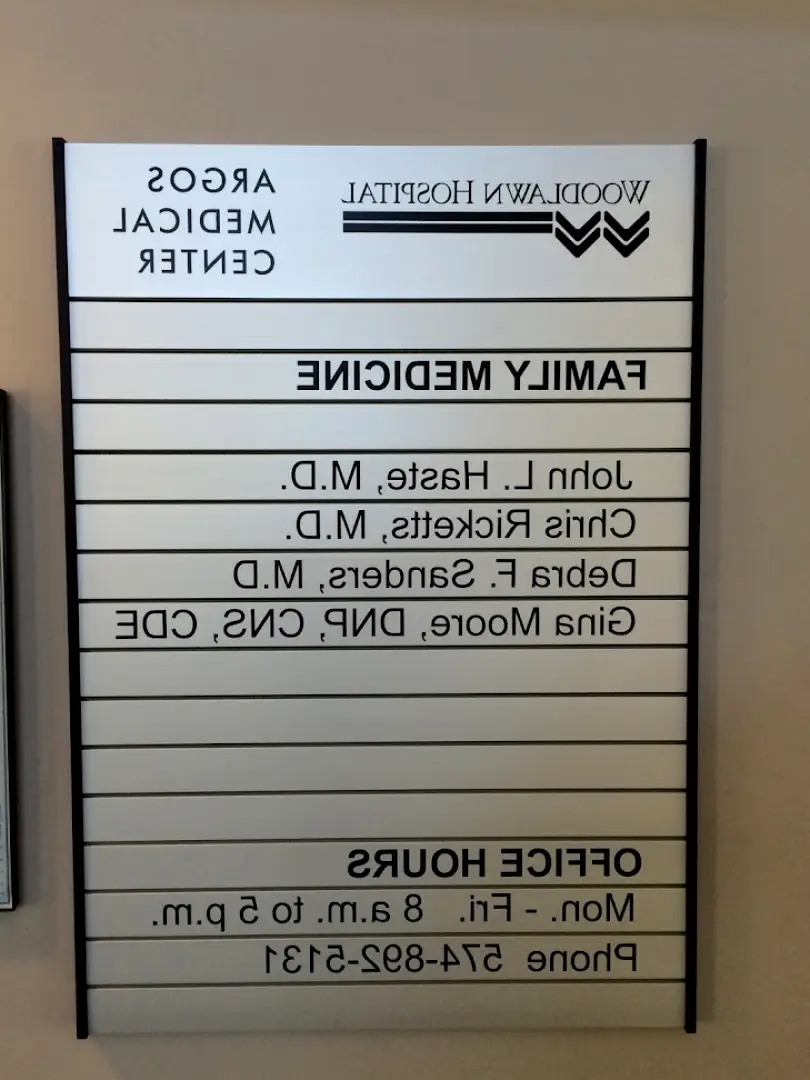 WOODLAWN HOSPITAL
ARGOS
MEDICAL
CENTER
FAMILY MEDICINE
John L. Haste, M.D.
Chris Ricketts, M.D.
Debra F. Sanders, M.D
Gina Moore, DNP, CNS, CDE
OFFICE HOURS
Mon. - Fri. 8 a.m. to 5 p.m.
Phone 574-892-5131